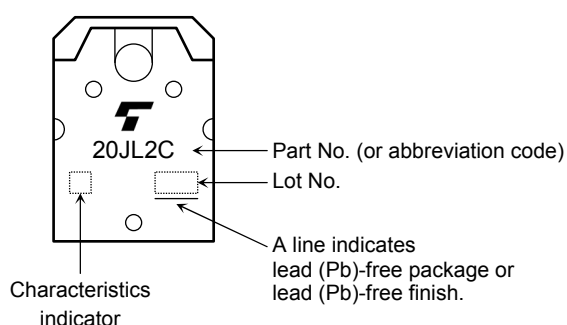 20JL2C
Part No. (or abbreviation code)
Lot No.
A line indicates
lead (Pb)-free package or
lead (Pb)-free finish.
Characteristics
indicator